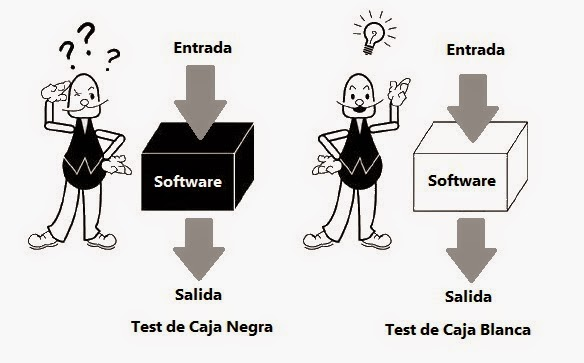 ? ? ?
Entrada
Software
Salida
Test de Caja Negra
Entrada
Software
Salida
Test de Caja Blanca